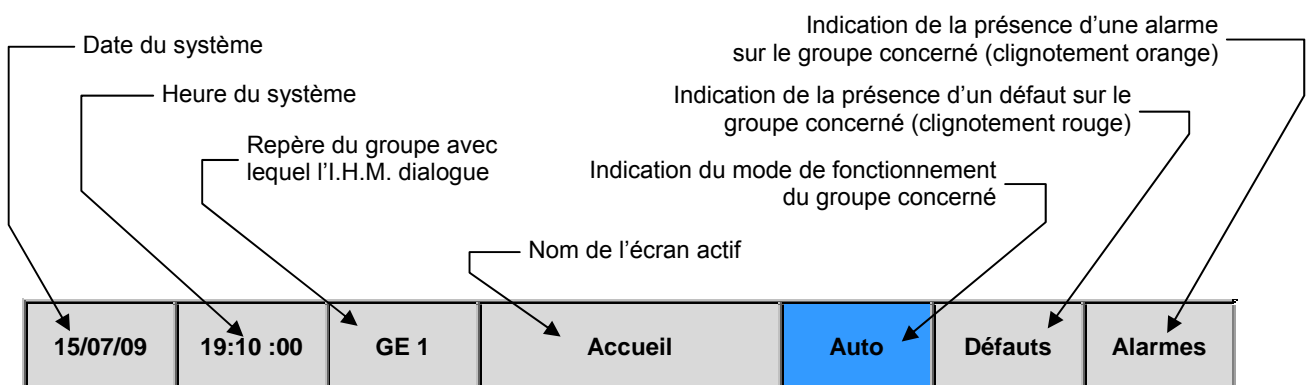 Indication de la présence d’une alarme
sur le groupe concerné (clignotement orange)
Date du système
Heure du système
Indication de la présence d’un défaut sur le
groupe concerné (clignotement rouge)
Repère du groupe avec
lequel l’I.H.M. dialogue
Indication du mode de fonctionnement
du groupe concerné
Nom de l’écran actif
15/07/09 19:10 :00 GE 1 Accueil Auto Défauts Alarmes